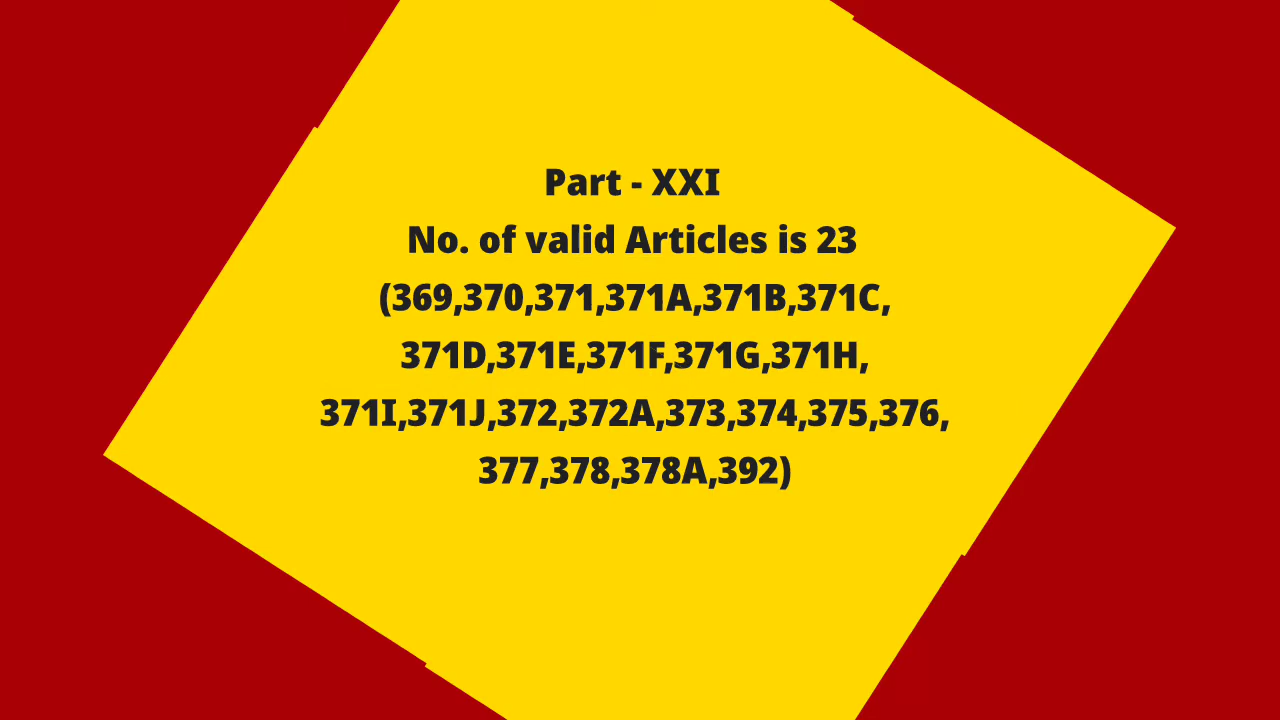 Part - XXI
No. of valid Articles is 23
(369,370,371,371A,371B,371C,
371D,371E,371F,371G,371H,
371I,371J,372,372A,373,374,375,376,
377,378,378A,392)